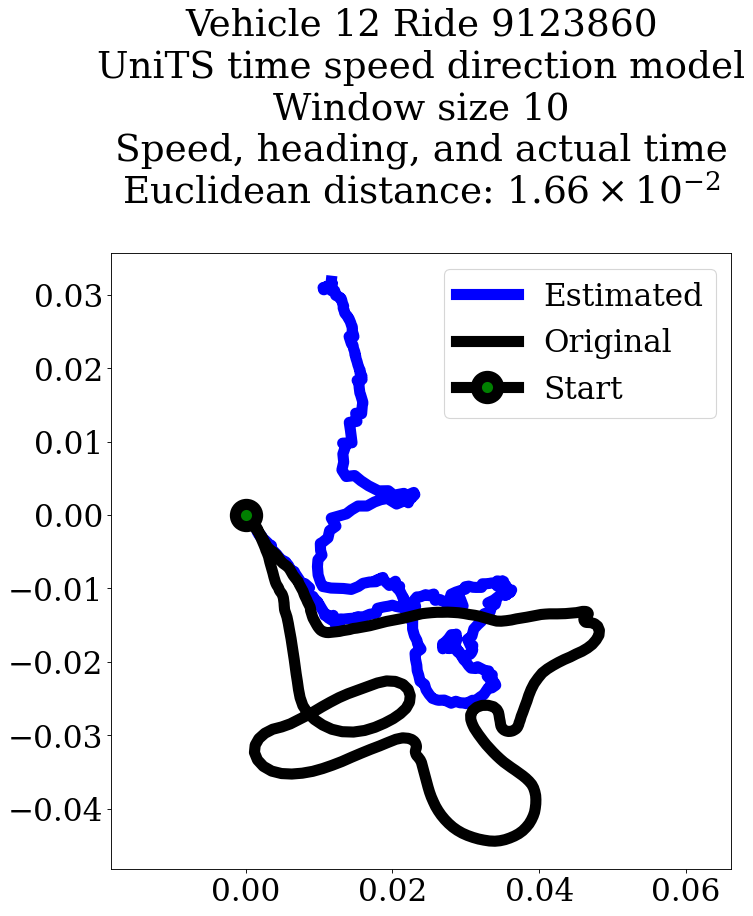 Vehicle 12 Ride 9123860
UniTS time speed direction model
Window size 10
Speed, heading, and actual time
Euclidean distance: 1.66 × 10⁻²
Estimated
Original
Start
0.03
0.02
0.01
0.00
−0.01
−0.02
−0.03
−0.04
0.00 0.02 0.04 0.06